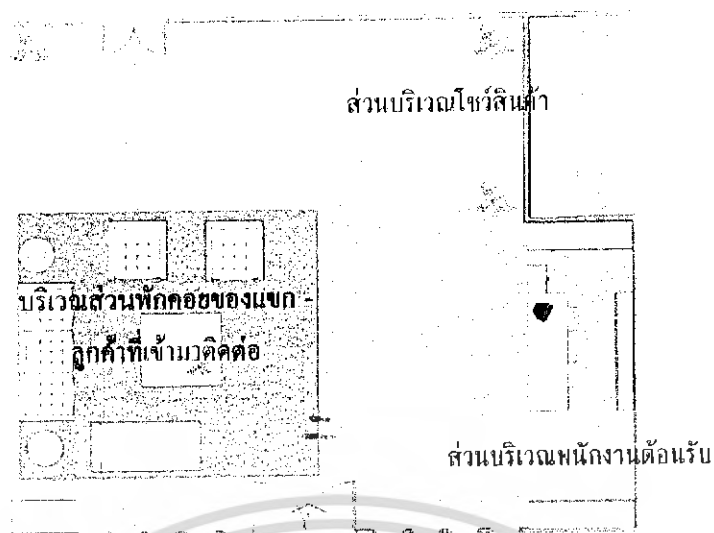 ส่วนบริเวณโชว์สินค้า
บริเวณส่วนพักคอยของแขก -
ลูกค้าที่เข้ามาติดต่อ
ส่วนบริเวณพนักงานต้อนรับ